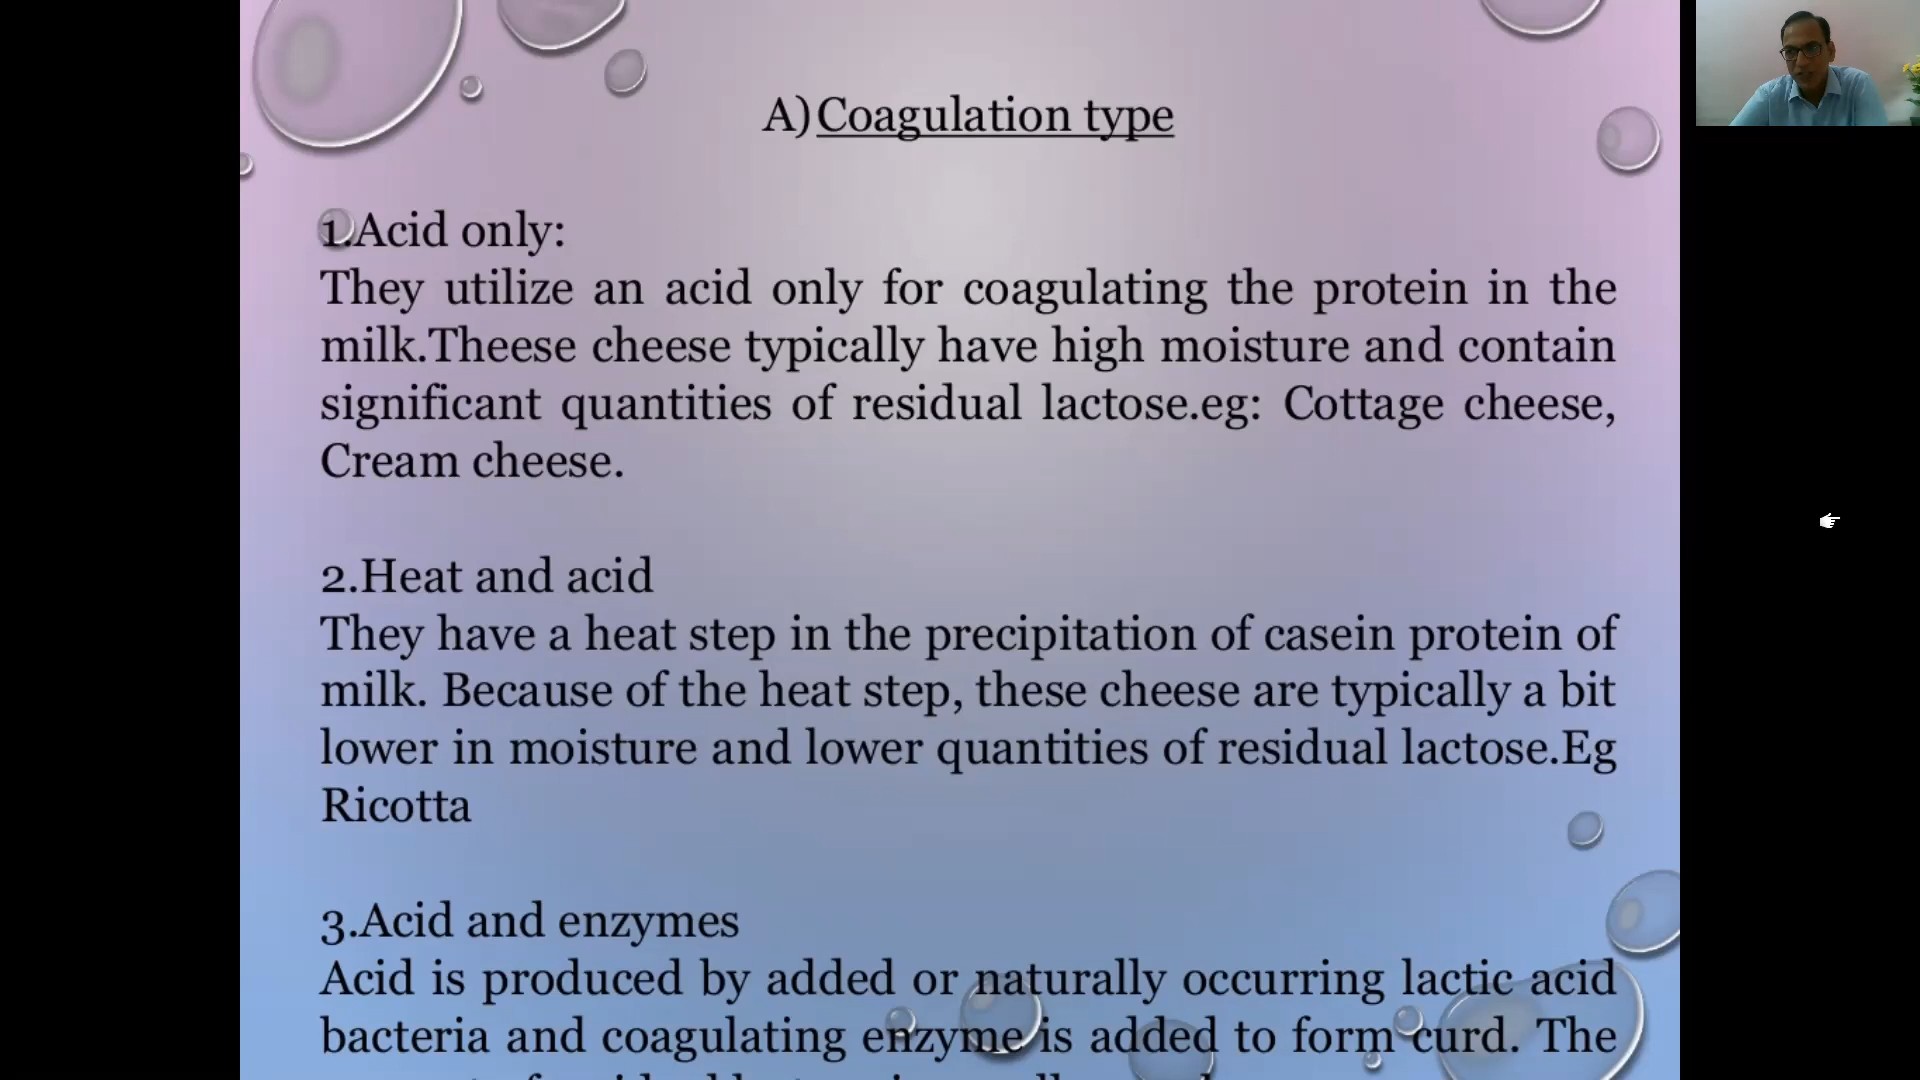 A) Coagulation type
1.Acid only:
They utilize an acid only for coagulating the protein in the
milk.Theese cheese typically have high moisture and contain
significant quantities of residual lactose.eg: Cottage cheese,
Cream cheese.
2.Heat and acid
They have a heat step in the precipitation of casein protein of
milk. Because of the heat step, these cheese are typically a bit
lower in moisture and lower quantities of residual lactose.Eg
Ricotta
3.Acid and enzymes
Acid is produced by added or naturally occurring lactic acid
bacteria and coagulating enzyme is added to form curd. The